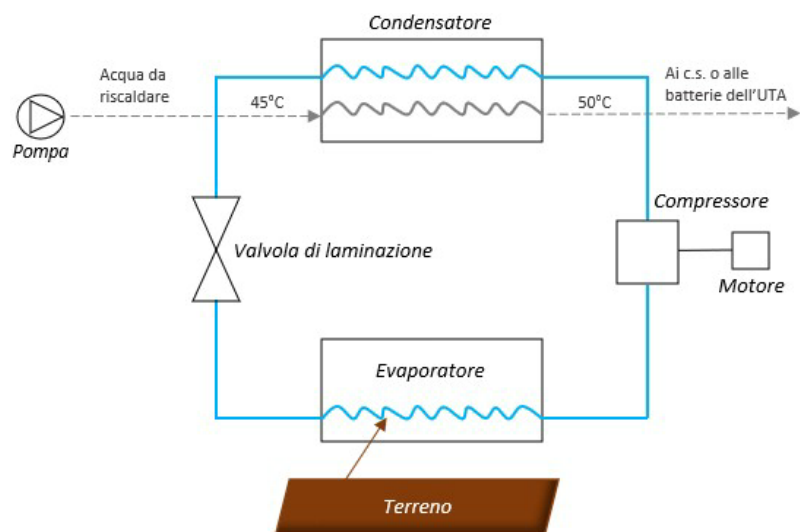 Condensatore
Acqua da
riscaldare
45°C
50°C
Ai c.s. o alle
batterie dell'UTA
Pompa
Compressore
Valvola di laminazione
Motore
Evaporatore
Terreno